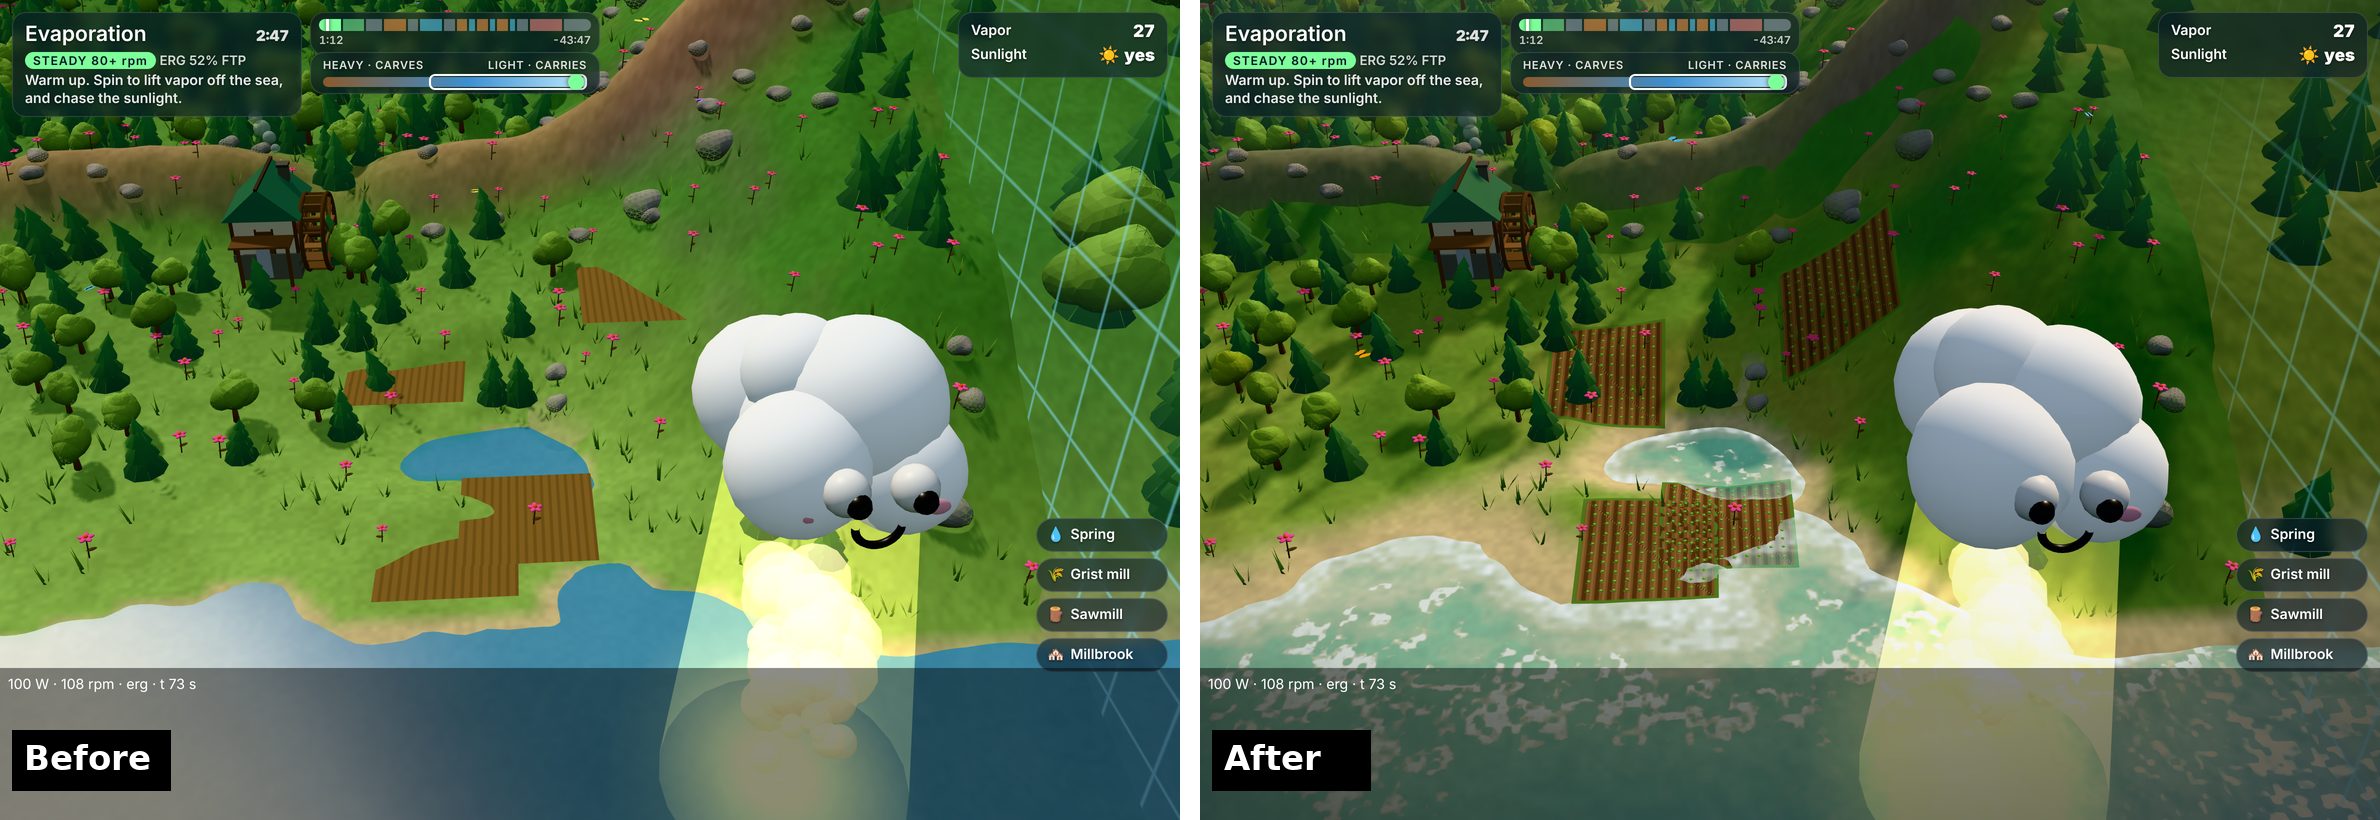 Evaporation 2:47
STEADY 80+ rpm ERG 52% FTP
Warm up. Spin to lift vapor off the sea,
and chase the sunlight.
1:12 -43:47
HEAVY · CARVES LIGHT · CARRIES
Vapor 27
Sunlight ☀️ yes
💧 Spring
🌾 Grist mill
🪵 Sawmill
🏘️ Millbrook
100 W · 108 rpm · erg · t 73 s
Before
Evaporation 2:47
STEADY 80+ rpm ERG 52% FTP
Warm up. Spin to lift vapor off the sea,
and chase the sunlight.
1:12 -43:47
HEAVY · CARVES LIGHT · CARRIES
Vapor 27
Sunlight ☀️ yes
💧 Spring
🌾 Grist mill
🪵 Sawmill
🏘️ Millbrook
100 W · 108 rpm · erg · t 73 s
After